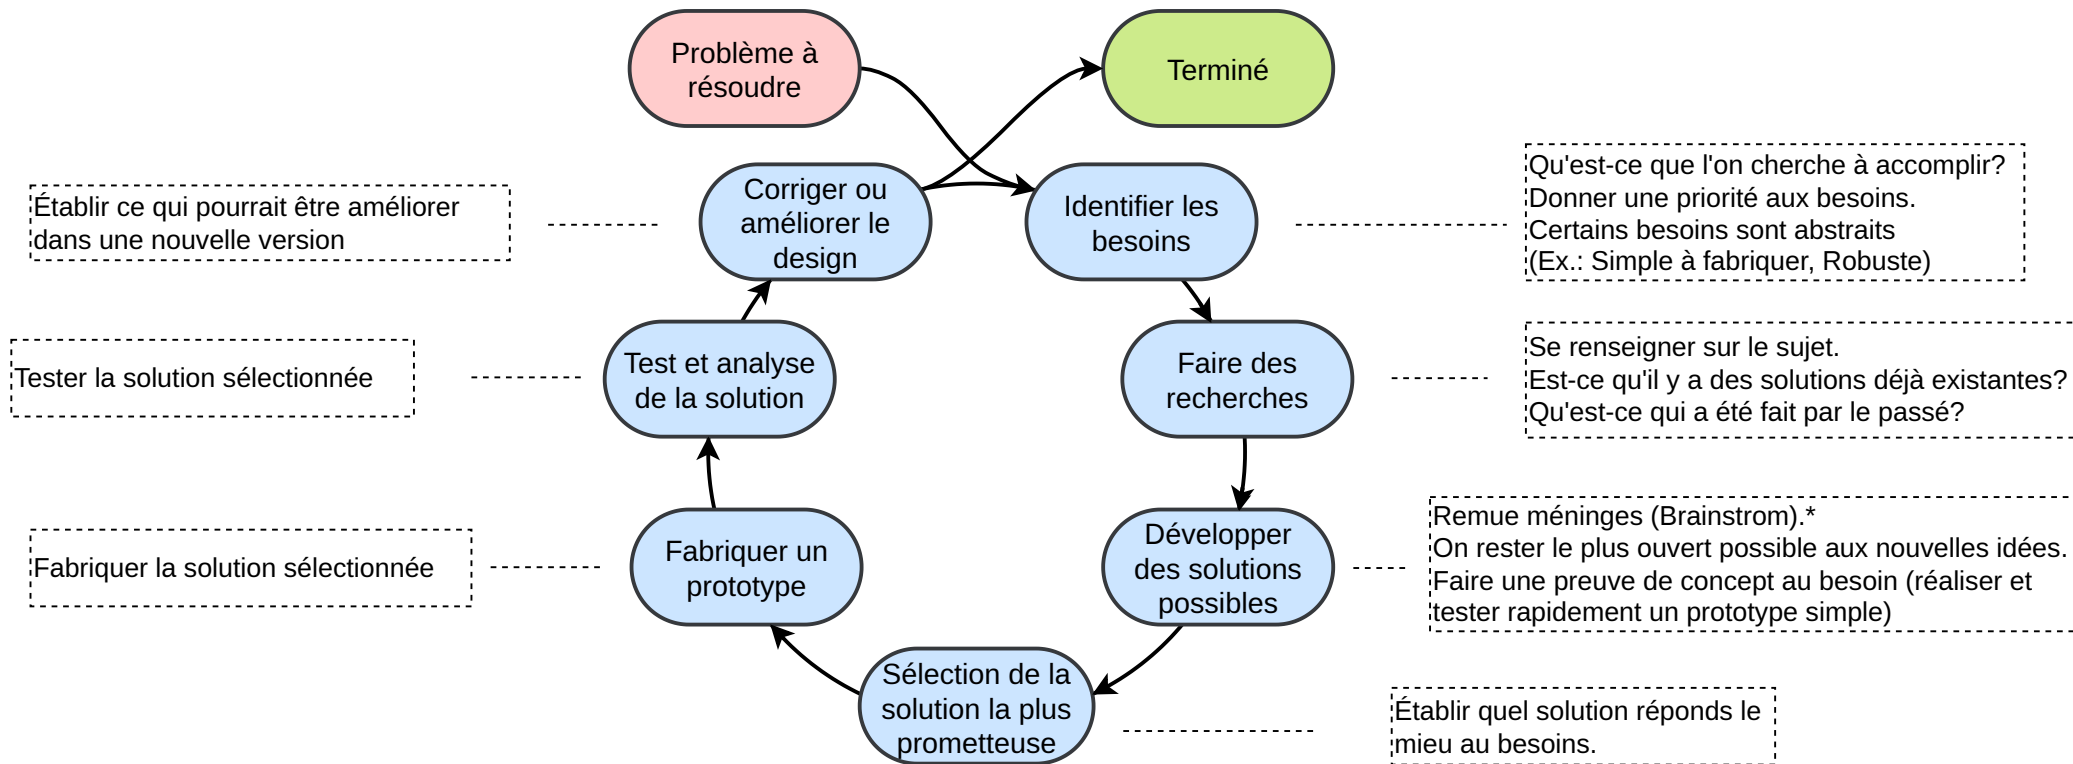 Problème à
résoudre
Terminé
Corriger ou
améliorer le
design
Identifier les
besoins
Qu'est-ce que l'on cherche à accomplir?
Donner une priorité aux besoins.
Certains besoins sont abstraits
(Ex.: Simple à fabriquer, Robuste)
Établir ce qui pourrait être améliorer
dans une nouvelle version
Test et analyse
de la solution
Faire des
recherches
Se renseigner sur le sujet.
Est-ce qu'il y a des solutions déjà existantes?
Qu'est-ce qui a été fait par le passé?
Tester la solution sélectionnée
Fabriquer un
prototype
Développer
des solutions
possibles
Remue méninges (Brainstrom).*
On rester le plus ouvert possible aux nouvelles idées.
Faire une preuve de concept au besoin (réaliser et
tester rapidement un prototype simple)
Fabriquer la solution sélectionnée
Sélection de la
solution la plus
prometteuse
Établir quel solution réponds le
mieu au besoins.